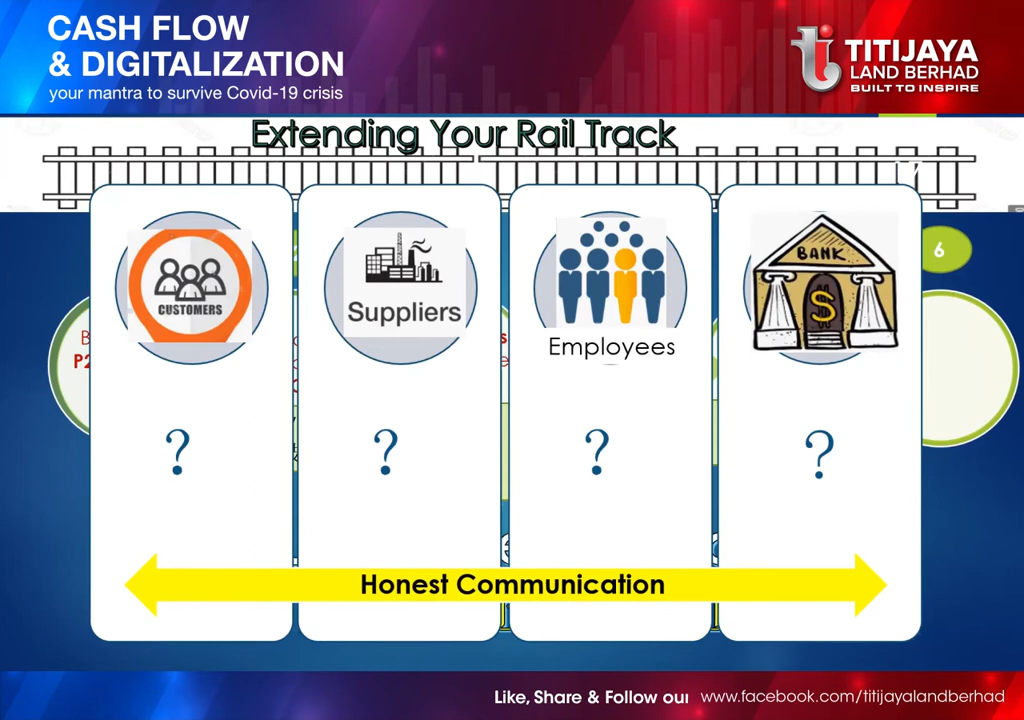 CASH FLOW
& DIGITALIZATION
your mantra to survive Covid-19 crisis
TITIJAYA
LAND BERHAD
BUILT TO INSPIRE
Extending Your Rail Track
6
CUSTOMERS
Suppliers
Employees
BANK
$
?
?
?
?
Honest Communication
Like, Share & Follow our
www.facebook.com/titijayalandberhad